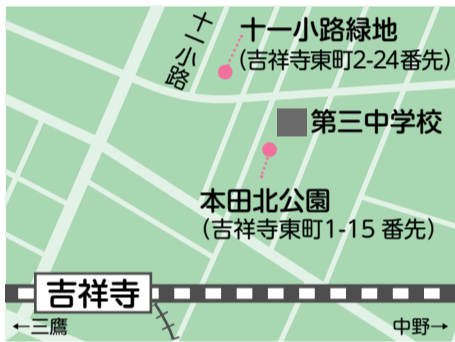 十一小路
十一小路緑地
(吉祥寺東町2-24番先)
第三中学校
本田北公園
(吉祥寺東町1-15 番先)
吉祥寺
←三鷹
中野→